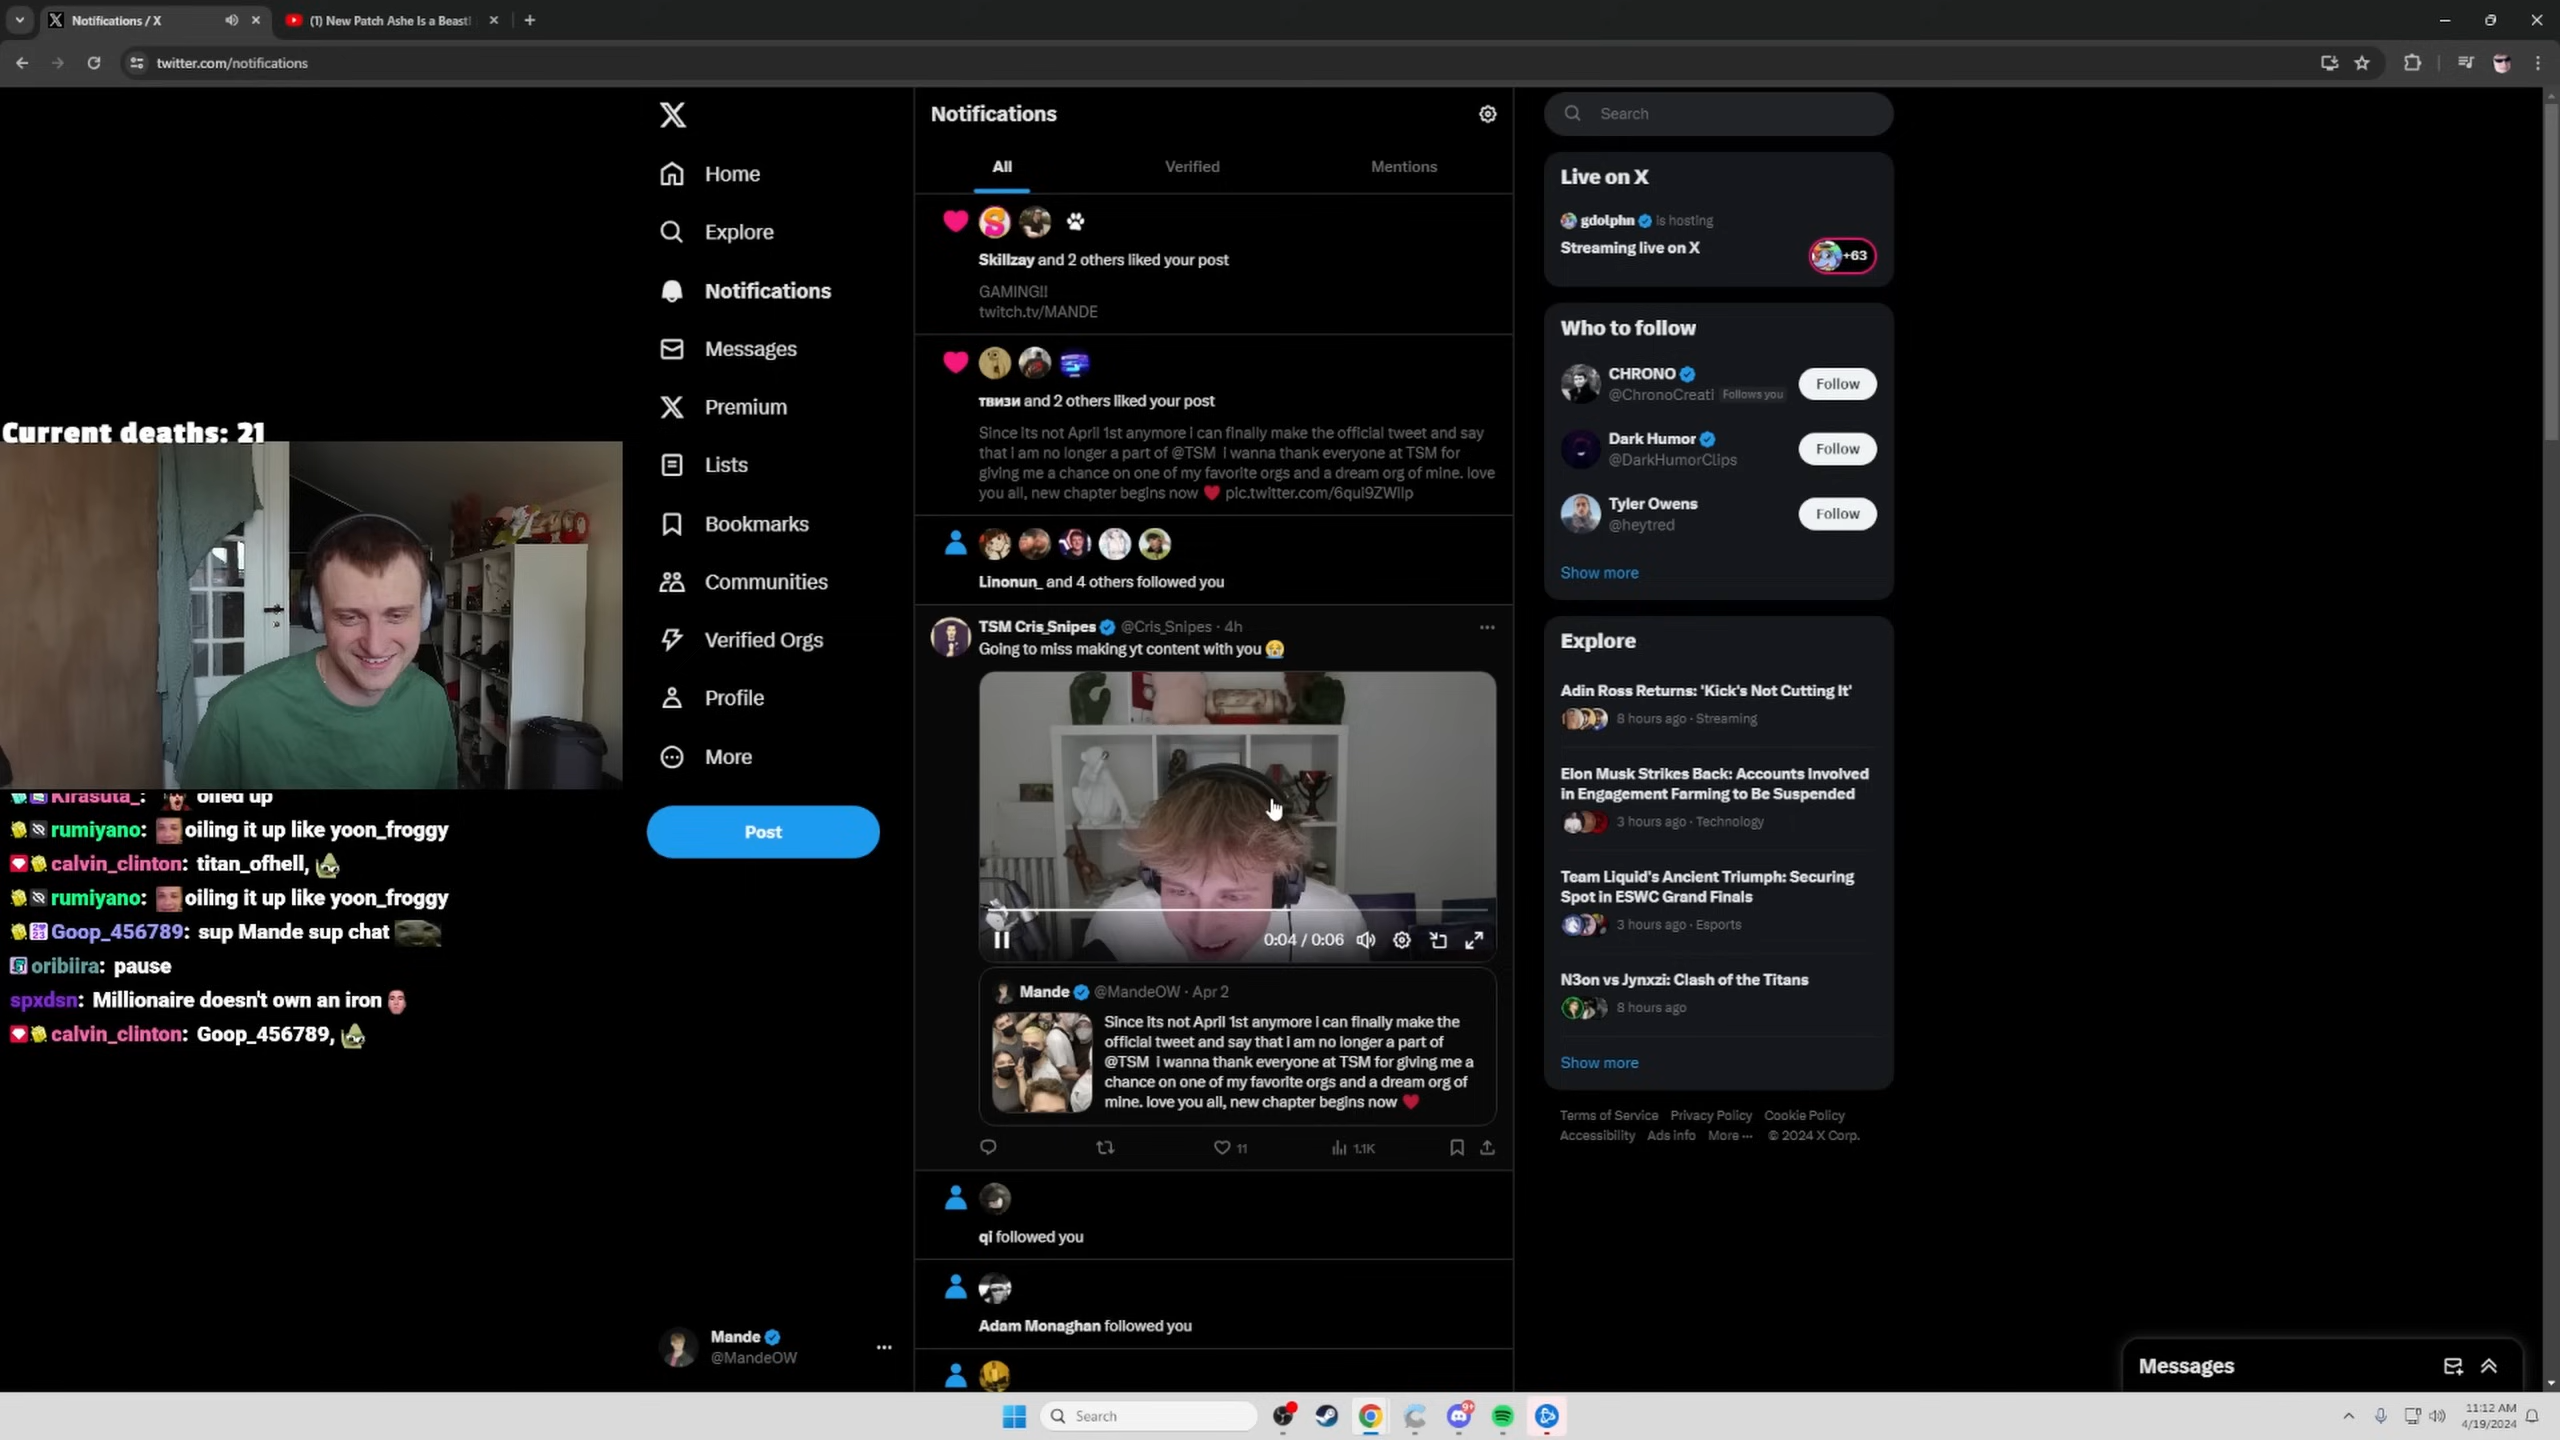 Notifications / X
(1) New Patch Ashe Is a Beast!
twitter.com/notifications
Current deaths: 21
Kirasuta_: oiled up
rumiyano: oiling it up like yoon_froggy
calvin_clinton: titan_ofhell,
rumiyano: oiling it up like yoon_froggy
Goop_456789: sup Mande sup chat
oribiira: pause
spxdsn: Millionaire doesn't own an iron
calvin_clinton: Goop_456789,
Home
Explore
Notifications
Messages
Premium
Lists
Bookmarks
Communities
Verified Orgs
Profile
More
Post
Mande
@MandeOW
Notifications
All Verified Mentions
Skillzay and 2 others liked your post
GAMING!!
twitch.tv/MANDE
твизи and 2 others liked your post
Since its not April 1st anymore i can finally make the official tweet and say
that i am no longer a part of @TSM i wanna thank everyone at TSM for
giving me a chance on one of my favorite orgs and a dream org of mine. love
you all, new chapter begins now ❤️
Linonun_ and 4 others followed you
TSM Cris_Snipes @Cris_Snipes · 4h
Going to miss making yt content with you 😭
0:04 / 0:06
Mande @MandeOW · Apr 2
Since its not April 1st anymore i can finally make the
official tweet and say that i am no longer a part of
@TSM i wanna thank everyone at TSM for giving me a
chance on one of my favorite orgs and a dream org of
mine. love you all, new chapter begins now ❤️
11 1.1K
qi followed you
Adam Monaghan followed you
Search
Live on X
gdolphn is hosting
Streaming live on X
+63
Who to follow
CHRONO
@ChronoCreati Follows you
Follow
Dark Humor
@DarkHumorClips
Follow
Tyler Owens
@heytred
Follow
Show more
Explore
Adin Ross Returns: 'Kick's Not Cutting It'
8 hours ago · Streaming
Elon Musk Strikes Back: Accounts Involved
in Engagement Farming to Be Suspended
3 hours ago · Technology
Team Liquid's Ancient Triumph: Securing
Spot in ESWC Grand Finals
3 hours ago · Esports
N3on vs Jynxzi: Clash of the Titans
8 hours ago
Show more
Terms of Service Privacy Policy Cookie Policy
Accessibility Ads info More ··· © 2024 X Corp.
Messages
Search
9+
11:12 AM
4/19/2024